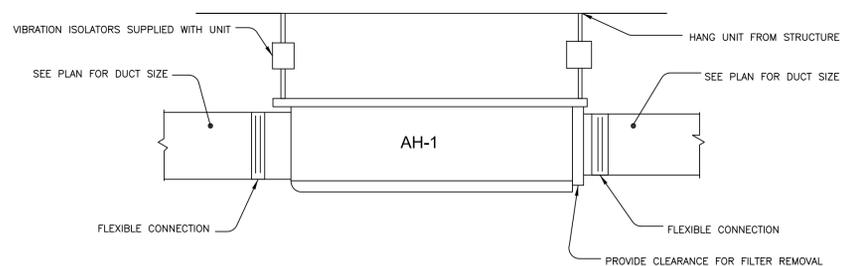 VIBRATION ISOLATORS SUPPLIED WITH UNIT
HANG UNIT FROM STRUCTURE
SEE PLAN FOR DUCT SIZE
SEE PLAN FOR DUCT SIZE
AH-1
FLEXIBLE CONNECTION
FLEXIBLE CONNECTION
PROVIDE CLEARANCE FOR FILTER REMOVAL